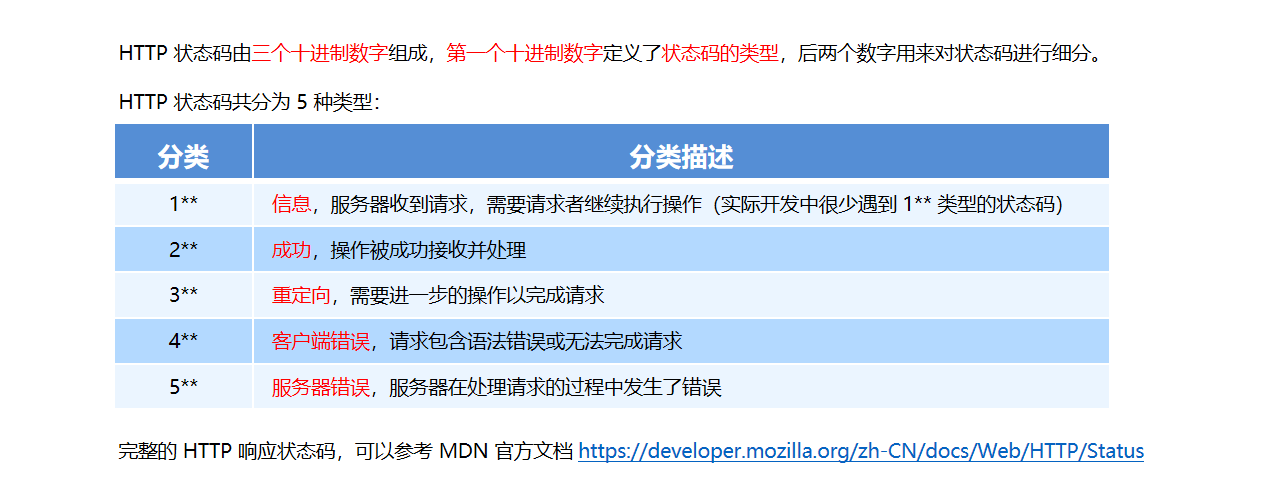 HTTP 状态码由三个十进制数字组成，第一个十进制数字定义了状态码的类型，后两个数字用来对状态码进行细分。
HTTP 状态码共分为 5 种类型：
分类 分类描述
1** 信息，服务器收到请求，需要请求者继续执行操作（实际开发中很少遇到 1** 类型的状态码）
2** 成功，操作被成功接收并处理
3** 重定向，需要进一步的操作以完成请求
4** 客户端错误，请求包含语法错误或无法完成请求
5** 服务器错误，服务器在处理请求的过程中发生了错误
完整的 HTTP 响应状态码，可以参考 MDN 官方文档 https://developer.mozilla.org/zh-CN/docs/Web/HTTP/Status